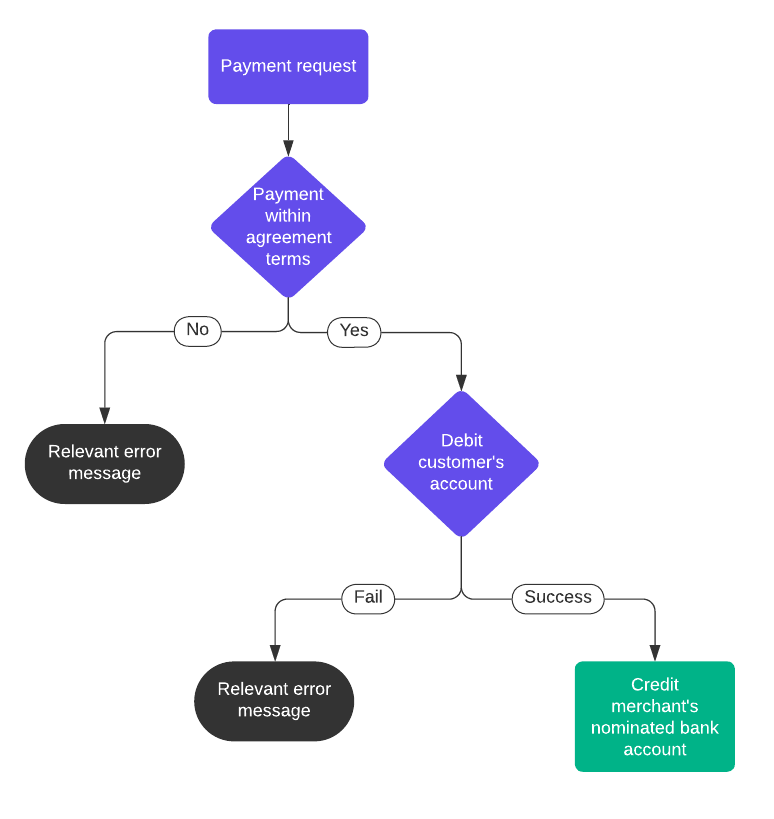 Payment request
Payment
within
agreement
terms
No
Yes
Relevant error
message
Debit
customer's
account
Fail
Success
Relevant error
message
Credit
merchant's
nominated bank
account